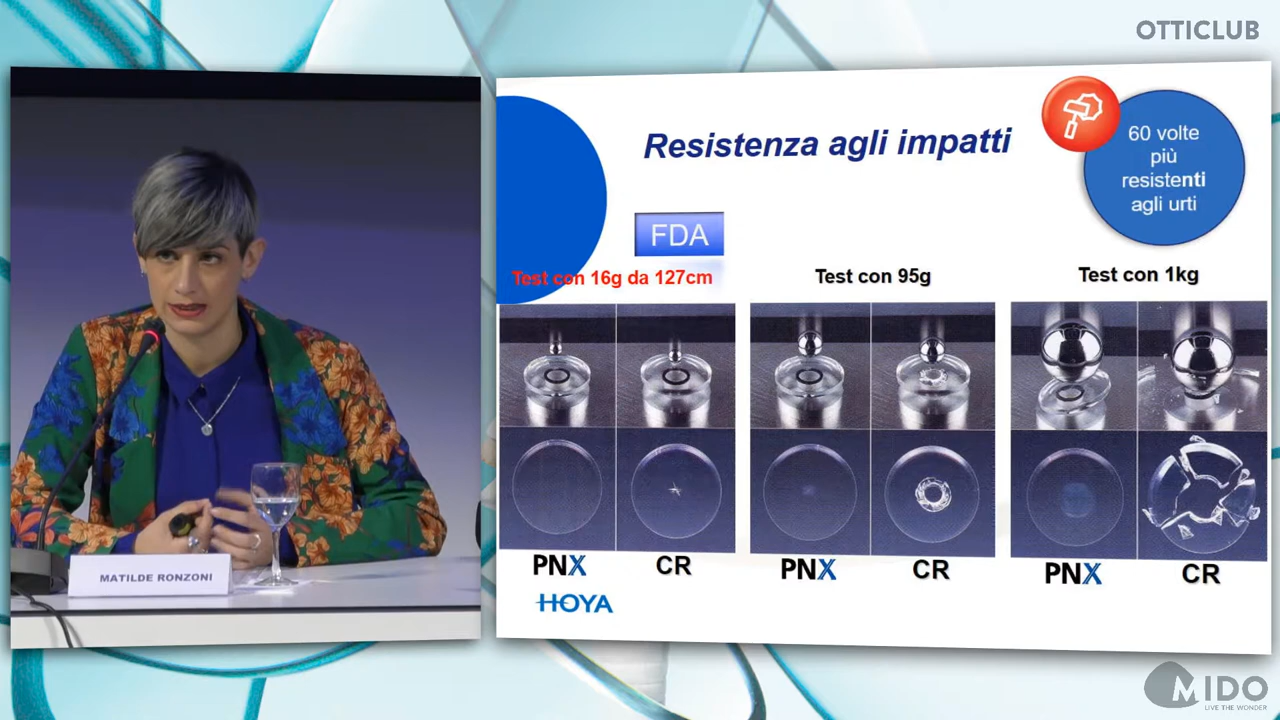 OTTICLUB
Resistenza agli impatti
60 volte
più
resistenti
agli urti
FDA
Test con 16g da 127cm
Test con 95g
Test con 1kg
PNX
CR
PNX
CR
PNX
CR
HOYA
MATILDE RONZONI
MIDO
LIVE THE WONDER